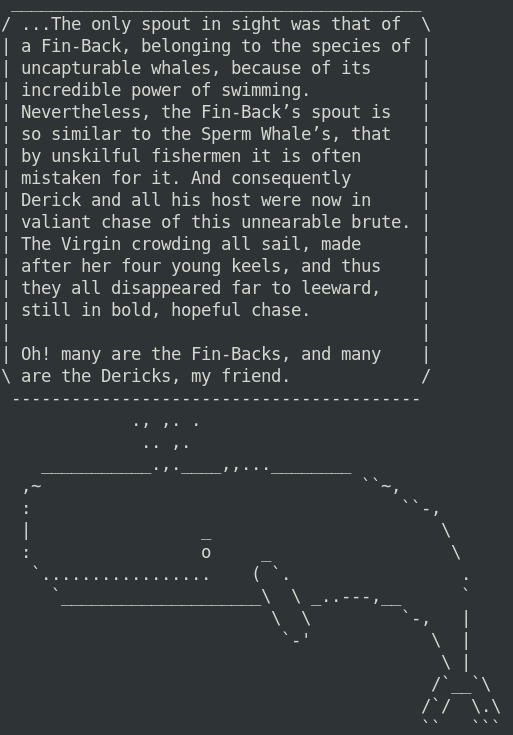 ...The only spout in sight was that of
a Fin-Back, belonging to the species of
uncapturable whales, because of its
incredible power of swimming.
Nevertheless, the Fin-Back’s spout is
so similar to the Sperm Whale’s, that
by unskilful fishermen it is often
mistaken for it. And consequently
Derick and all his host were now in
valiant chase of this unnearable brute.
The Virgin crowding all sail, made
after her four young keels, and thus
they all disappeared far to leeward,
still in bold, hopeful chase.
Oh! many are the Fin-Backs, and many
are the Dericks, my friend.